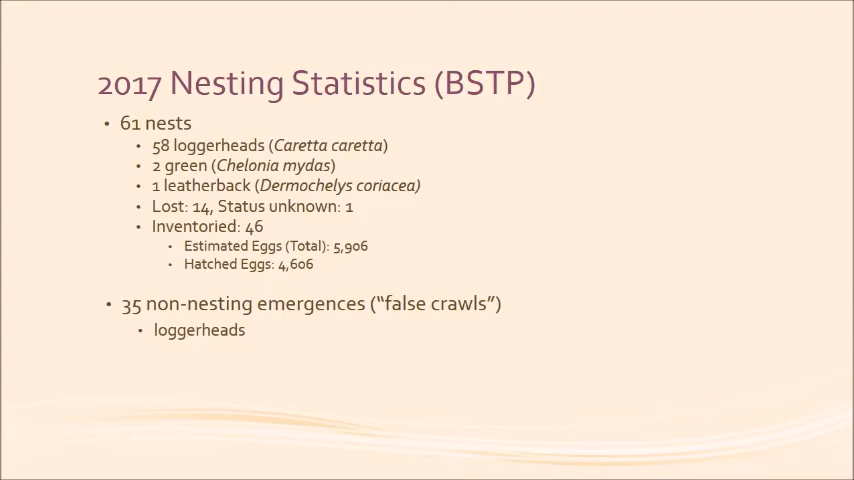 2017 Nesting Statistics (BSTP)
• 61 nests
• 58 loggerheads (Caretta caretta)
• 2 green (Chelonia mydas)
• 1 leatherback (Dermochelys coriacea)
• Lost: 14, Status unknown: 1
• Inventoried: 46
• Estimated Eggs (Total): 5,906
• Hatched Eggs: 4,606
• 35 non-nesting emergences (“false crawls”)
• loggerheads